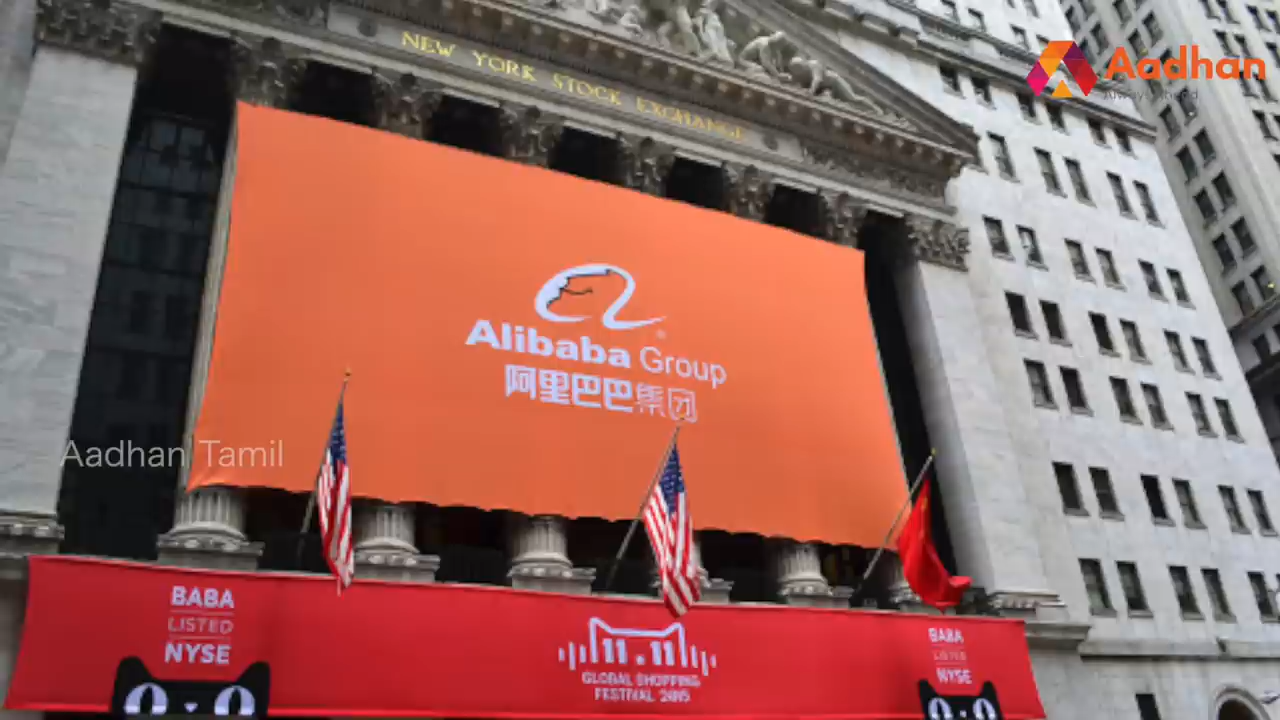 NEW YORK STOCK EXCHANGE
Aadhan
Alibaba Group
阿里巴巴集团
Aadhan Tamil
BABA
LISTED
NYSE
11.11
GLOBAL SHOPPING
FESTIVAL 2015
BABA
LISTED
NYSE